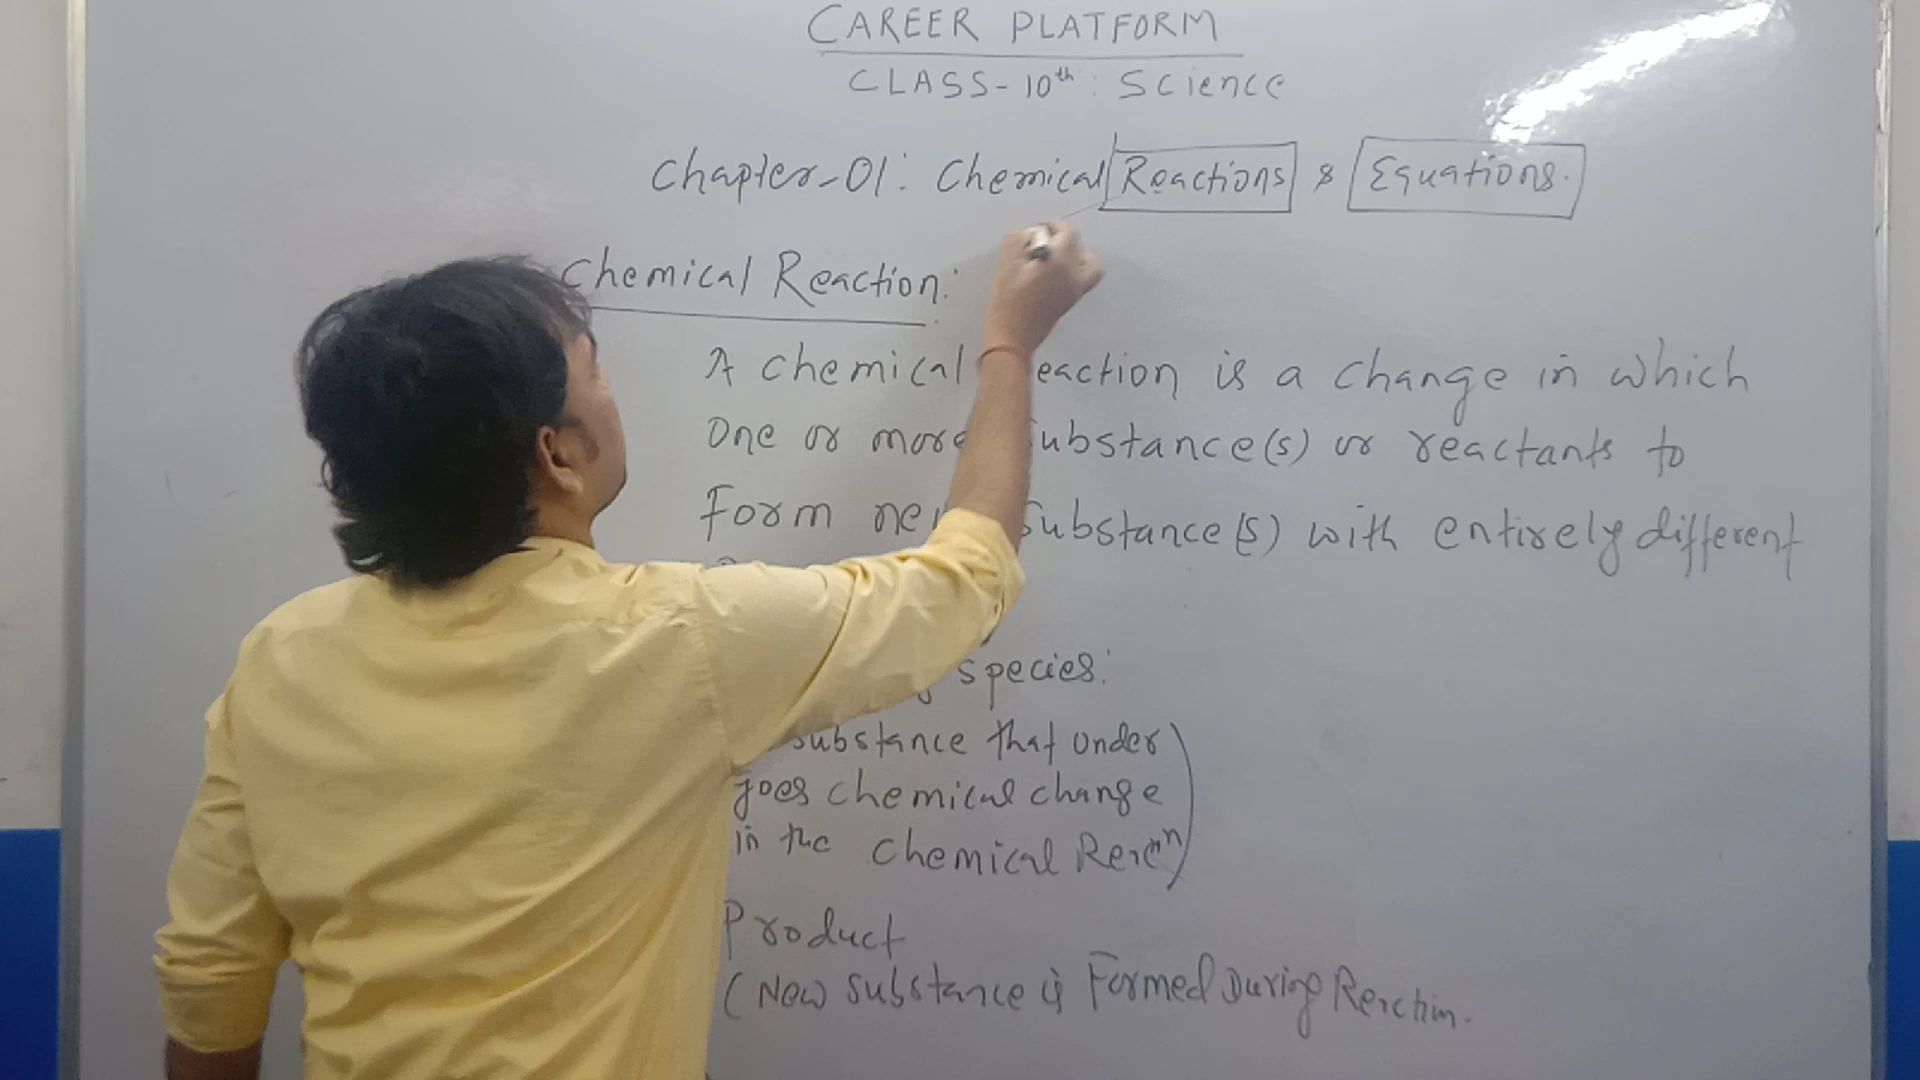 CAREER PLATFORM
CLASS-10th: Science
Chapter-01: Chemical Reactions & Equations.
Chemical Reaction:
A chemical eaction is a change in which
One or more ubstance(s) or reactants to
Form ne substance(s) with entirely different
species:
substance that under
goes chemical change
in the chemical Reacn
Product
(New substance is Formed During Reaction.